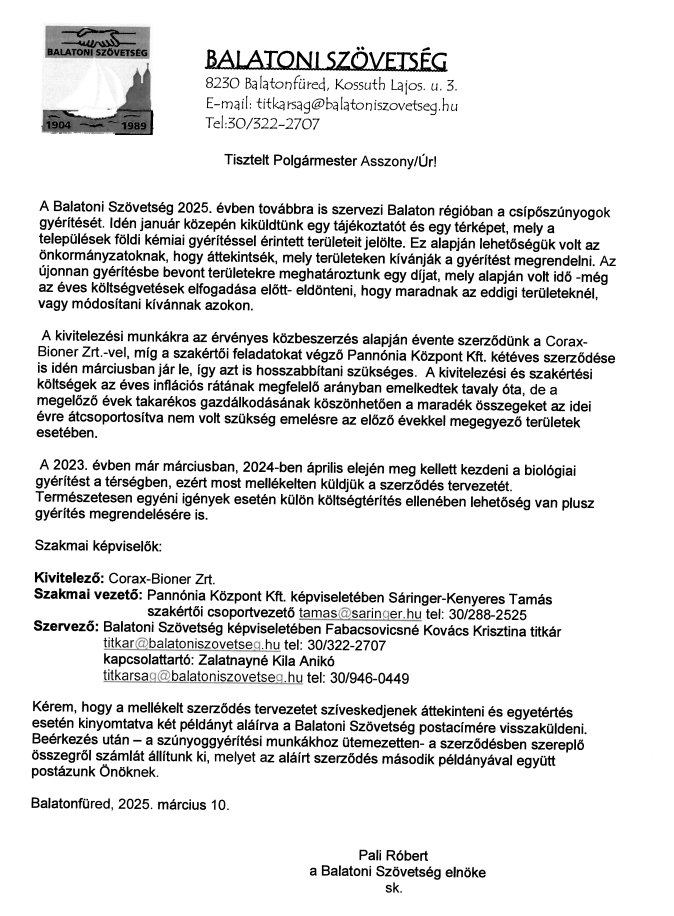 BALATONI SZÖVETSÉG
1904 1989
BALATONI SZÖVETSÉG
8230 Balatonfüred, Kossuth Lajos. u. 3.
E-mail: titkarsag@balatoniszovetseg.hu
Tel:30/322-2707
Tisztelt Polgármester Asszony/Úr!
A Balatoni Szövetség 2025. évben továbbra is szervezi Balaton régióban a csípőszúnyogok
gyérítését. Idén január közepén kiküldtünk egy tájékoztatót és egy térképet, mely a
települések földi kémiai gyérítéssel érintett területeit jelölte. Ez alapján lehetőségük volt az
önkormányzatoknak, hogy áttekintsék, mely területeken kívánják a gyérítést megrendelni. Az
újonnan gyérítésbe bevont területekre meghatároztunk egy díjat, mely alapján volt idő -még
az éves költségvetések elfogadása előtt- eldönteni, hogy maradnak az eddigi területeknél,
vagy módosítani kívánnak azokon.
A kivitelezési munkákra az érvényes közbeszerzés alapján évente szerződünk a Corax-
Bioner Zrt.-vel, míg a szakértői feladatokat végző Pannónia Központ Kft. kétéves szerződése
is idén márciusban jár le, így azt is hosszabbítani szükséges. A kivitelezési és szakértési
költségek az éves inflációs rátának megfelelő arányban emelkedtek tavaly óta, de a
megelőző évek takarékos gazdálkodásának köszönhetően a maradék összegeket az idei
évre átcsoportosítva nem volt szükség emelésre az előző évekkel megegyező területek
esetében.
A 2023. évben már márciusban, 2024-ben április elején meg kellett kezdeni a biológiai
gyérítést a térségben, ezért most mellékelten küldjük a szerződés tervezetét.
Természetesen egyéni igények esetén külön költségtérítés ellenében lehetőség van plusz
gyérítés megrendelésére is.
Szakmai képviselők:
Kivitelező: Corax-Bioner Zrt.
Szakmai vezető: Pannónia Központ Kft. képviseletében Sáringer-Kenyeres Tamás
szakértői csoportvezető tamas@saringer.hu tel: 30/288-2525
Szervező: Balatoni Szövetség képviseletében Fabacsovicsné Kovács Krisztina titkár
titkar@balatoniszovetseg.hu tel: 30/322-2707
kapcsolattartó: Zalatnayné Kila Anikó
titkarsag@balatoniszovetseg.hu tel: 30/946-0449
Kérem, hogy a mellékelt szerződés tervezetet szíveskedjenek áttekinteni és egyetértés
esetén kinyomtatva két példányt aláírva a Balatoni Szövetség postacímére visszaküldeni.
Beérkezés után – a szúnyoggyérítési munkákhoz ütemezetten- a szerződésben szereplő
összegről számlát állítunk ki, melyet az aláírt szerződés második példányával együtt
postázunk Önöknek.
Balatonfüred, 2025. március 10.
Pali Róbert
a Balatoni Szövetség elnöke
sk.